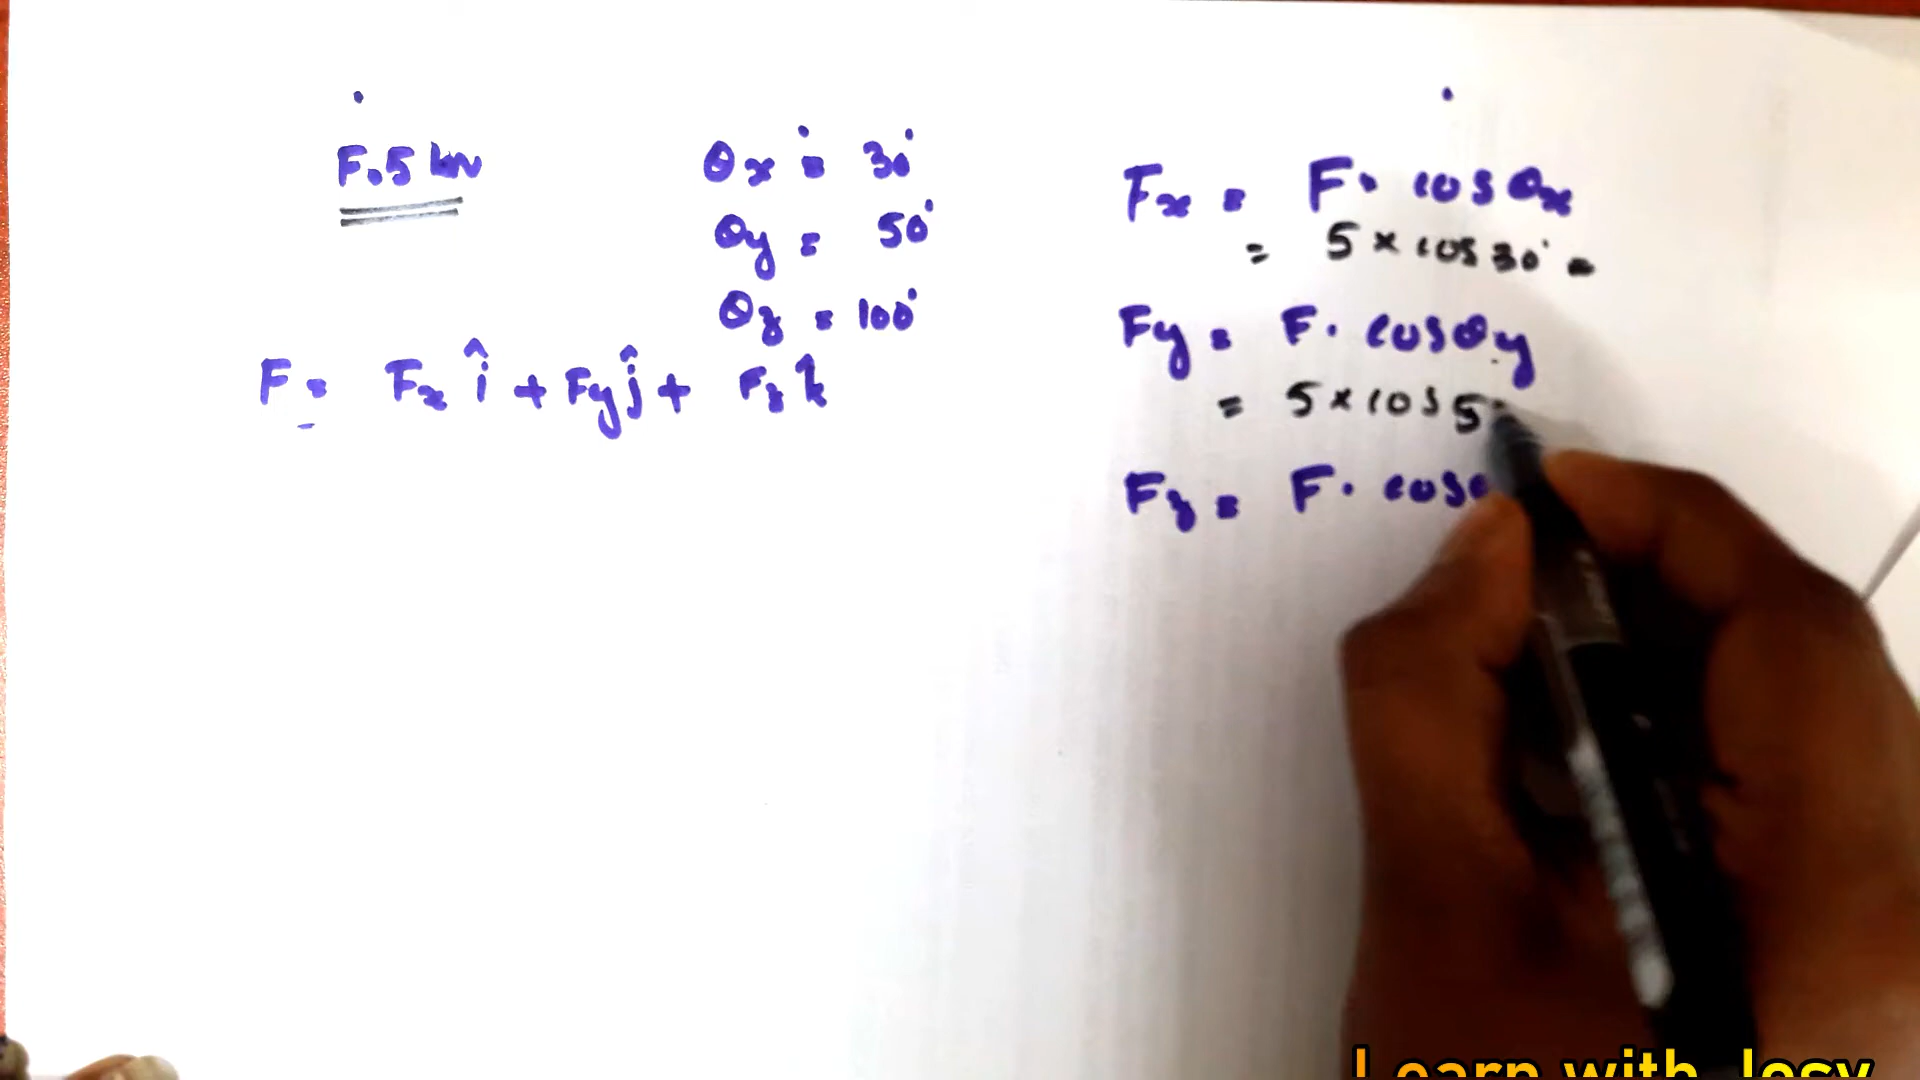 F = 5 kN
θx = 30°
θy = 50°
θz = 100°
F = Fx î + Fy ĵ + Fz k̂
Fx = F · cos θx
= 5 × cos 30° =
Fy = F · cos θy
= 5 × cos 5
Fz = F · cos
Learn with Jesy